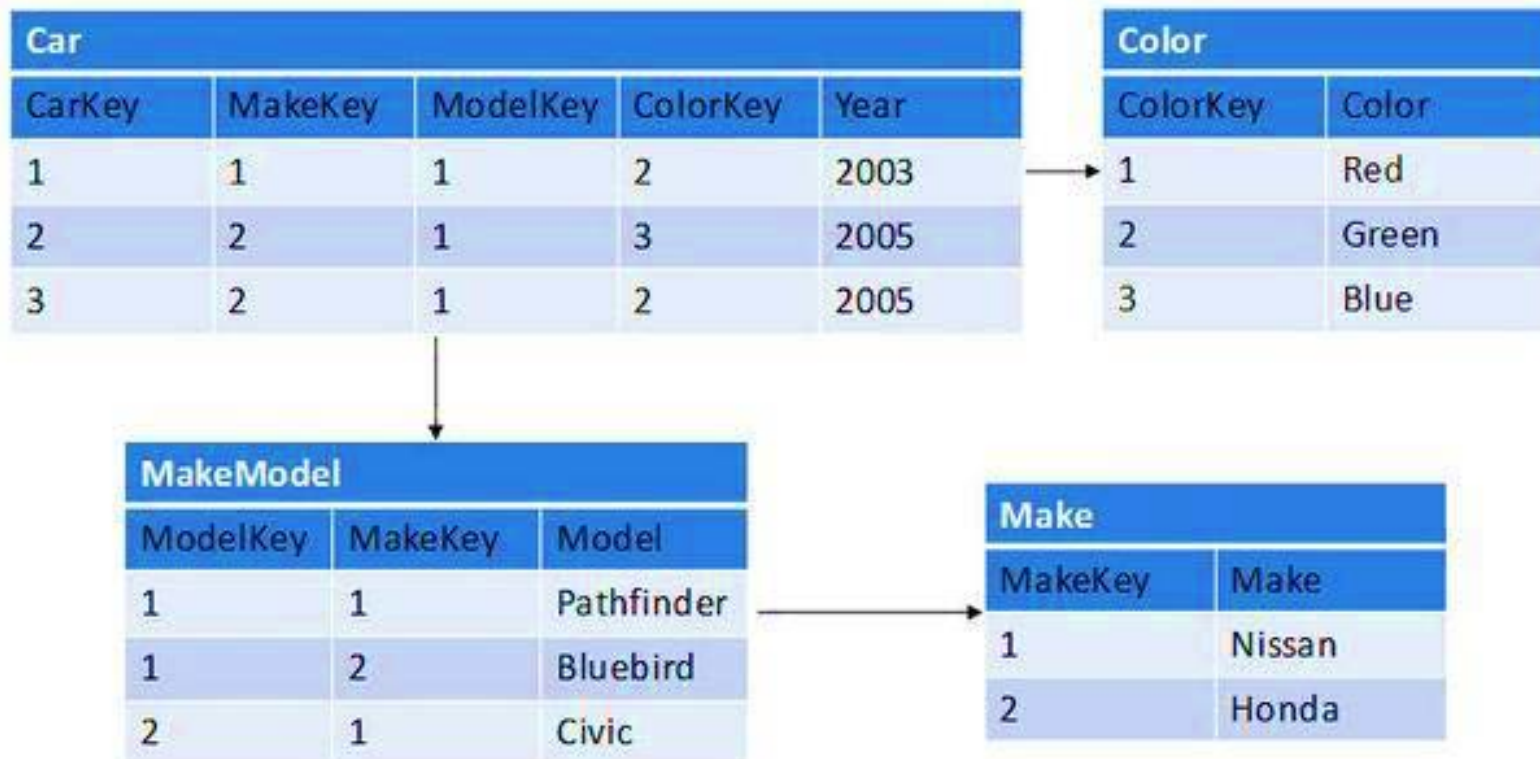 Car
CarKey MakeKey ModelKey ColorKey Year
1 1 1 2 2003
2 2 1 3 2005
3 2 1 2 2005
Color
ColorKey Color
1 Red
2 Green
3 Blue
MakeModel
ModelKey MakeKey Model
1 1 Pathfinder
1 2 Bluebird
2 1 Civic
Make
MakeKey Make
1 Nissan
2 Honda